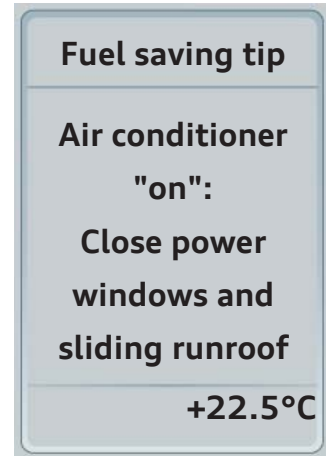 Fuel saving tip
Air conditioner
"on":
Close power
windows and
sliding runroof
+22.5°C